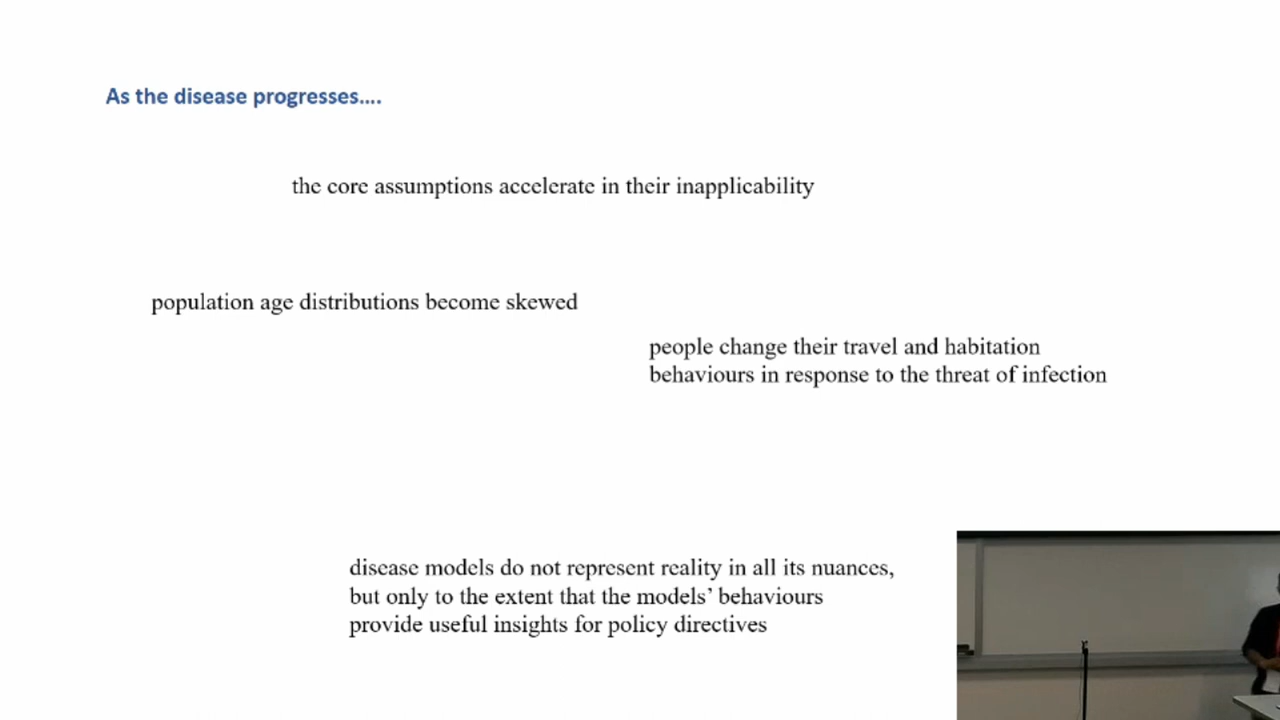 As the disease progresses....
the core assumptions accelerate in their inapplicability
population age distributions become skewed
people change their travel and habitation
behaviours in response to the threat of infection
disease models do not represent reality in all its nuances,
but only to the extent that the models’ behaviours
provide useful insights for policy directives